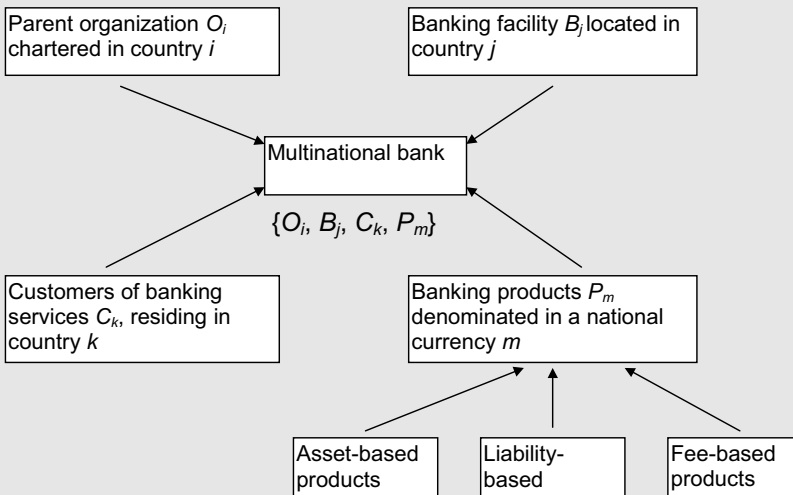 Parent organization Oi
chartered in country i
Banking facility Bj located in
country j
Multinational bank
{Oi, Bj, Ck, Pm}
Customers of banking
services Ck, residing in
country k
Banking products Pm
denominated in a national
currency m
Asset-based
products
Liability-
based
Fee-based
products